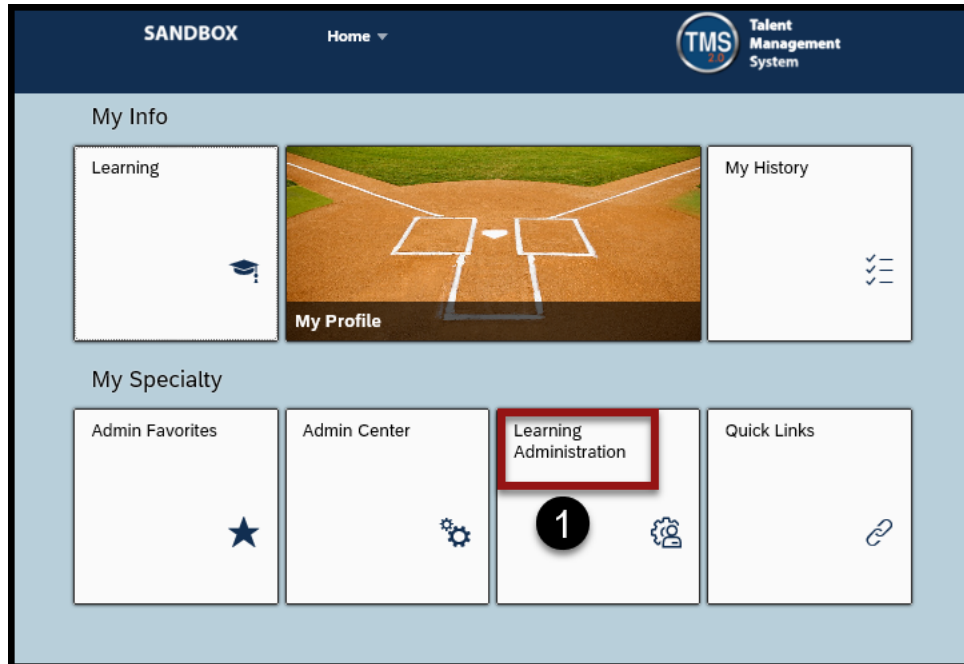 SANDBOX
Home
TMS
2.0
Talent
Management
System
My Info
Learning
My Profile
My History
My Specialty
Admin Favorites
Admin Center
Learning
Administration
1
Quick Links